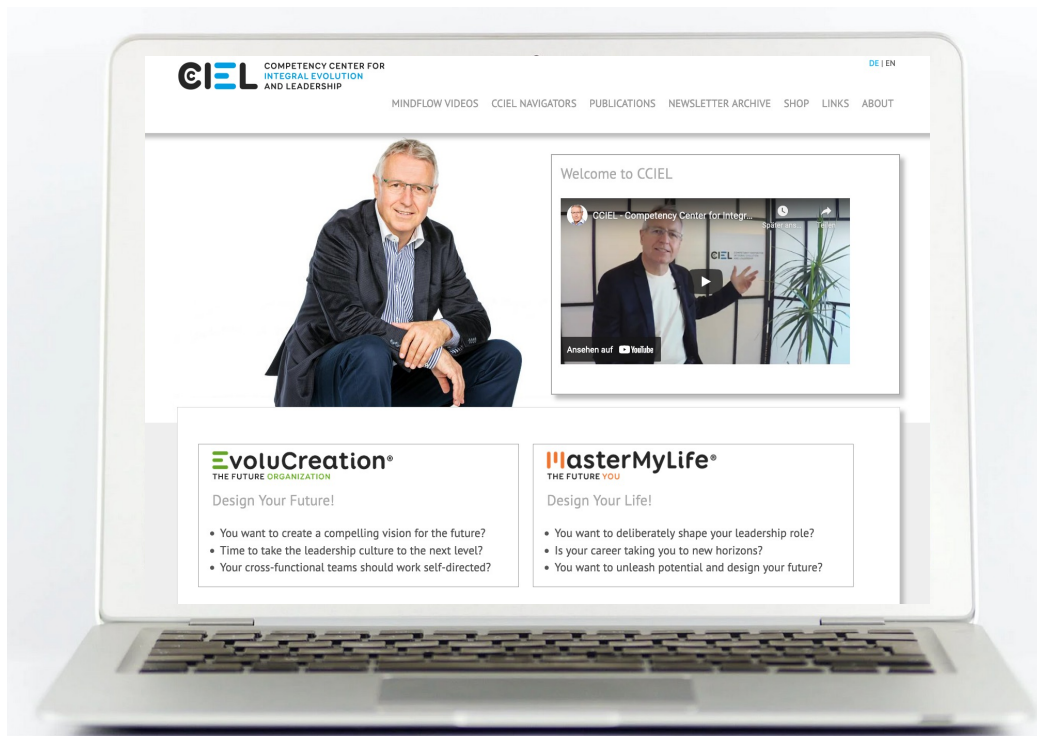 CCIEL
COMPETENCY CENTER FOR
INTEGRAL EVOLUTION
AND LEADERSHIP
DE | EN
MINDFLOW VIDEOS CCIEL NAVIGATORS PUBLICATIONS NEWSLETTER ARCHIVE SHOP LINKS ABOUT
Welcome to CCIEL
CCIEL - Competency Center for Integr...
Später ans... Teilen
CCIEL
Ansehen auf YouTube
EvoluCreation®
THE FUTURE ORGANIZATION
Design Your Future!
• You want to create a compelling vision for the future?
• Time to take the leadership culture to the next level?
• Your cross-functional teams should work self-directed?
MasterMyLife®
THE FUTURE YOU
Design Your Life!
• You want to deliberately shape your leadership role?
• Is your career taking you to new horizons?
• You want to unleash potential and design your future?